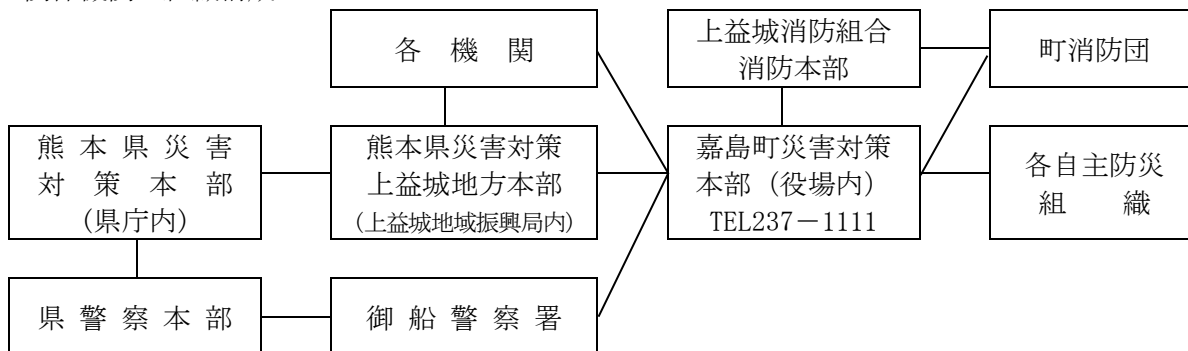 各機関
上益城消防組合
消防本部
町消防団
熊本県災害
対策本部
(県庁内)
熊本県災害対策
上益城地方本部
(上益城地域振興局内)
嘉島町災害対策
本部（役場内）
TEL237－1111
各自主防災
組織
県警察本部
御船警察署